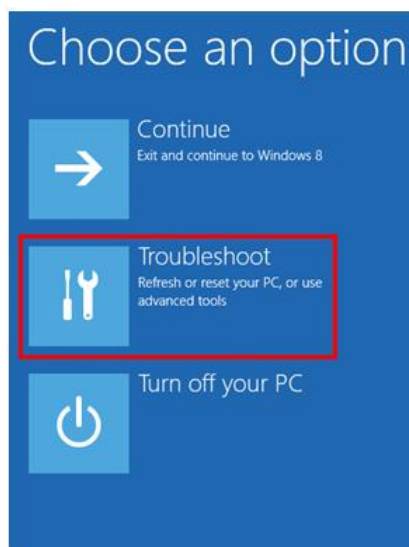 Choose an option
Continue
Exit and continue to Windows 8
Troubleshoot
Refresh or reset your PC, or use
advanced tools
Turn off your PC